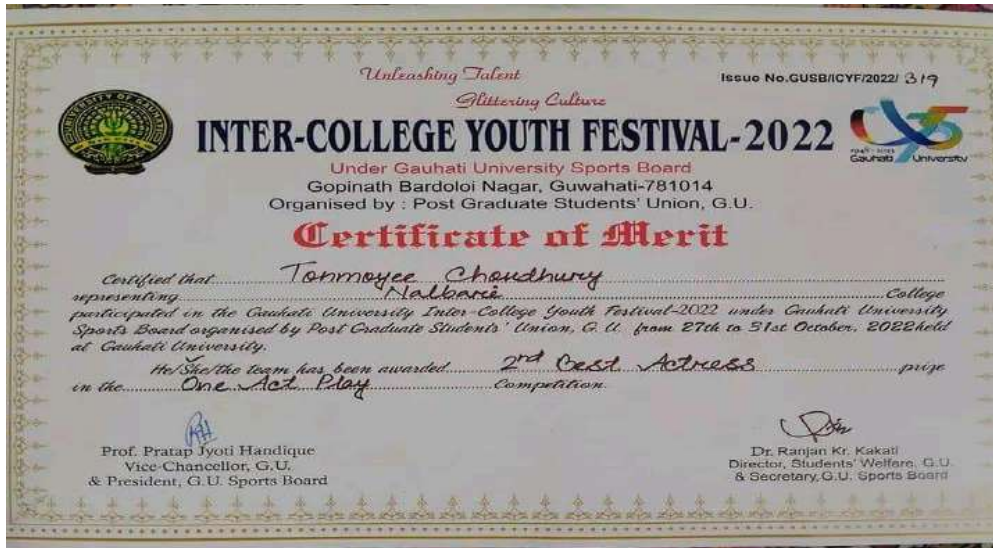 Unleashing Talent
Issue No.GUSB/ICYF/2022/ 319
Glittering Culture
INTER-COLLEGE YOUTH FESTIVAL-2022
Gauhati University
Under Gauhati University Sports Board
Gopinath Bardoloi Nagar, Guwahati-781014
Organised by : Post Graduate Students' Union, G.U.
Certificate of Merit
Certified that Tonmoyee Choudhury
representing Nalbari College
participated in the Gauhati University Inter-College Youth Festival-2022 under Gauhati University
Sports Board organised by Post Graduate Students' Union, G.U. from 27th to 31st October, 2022 held
at Gauhati University.
He/She/the team has been awarded 2nd Best Actress prize
in the One Act Play Competition.
Prof. Pratap Jyoti Handique
Vice-Chancellor, G.U.
& President, G.U. Sports Board
Dr. Ranjan Kr. Kakati
Director, Students' Welfare, G.U.
& Secretary, G.U. Sports Board